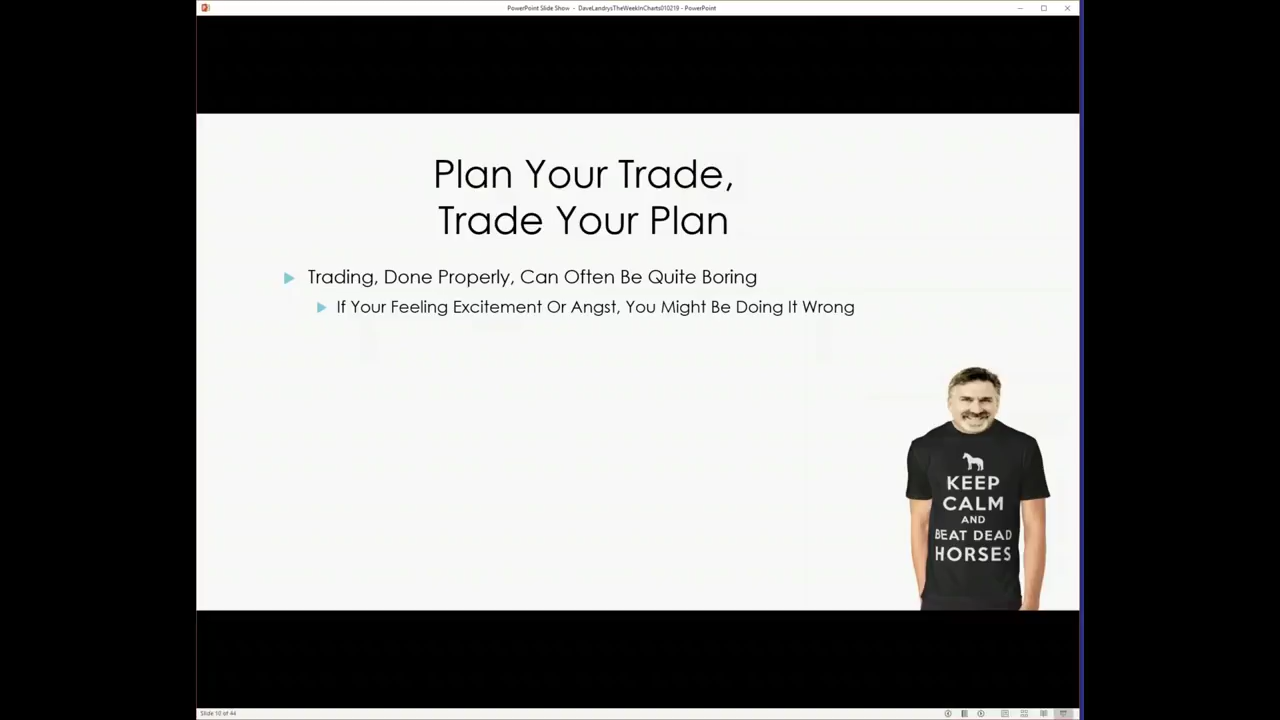 PowerPoint Slide Show - DaveLandrysTheWeekInCharts010219 - PowerPoint
Plan Your Trade,
Trade Your Plan
Trading, Done Properly, Can Often Be Quite Boring
If Your Feeling Excitement Or Angst, You Might Be Doing It Wrong
KEEP
CALM
AND
BEAT DEAD
HORSES
Slide 10 of 44